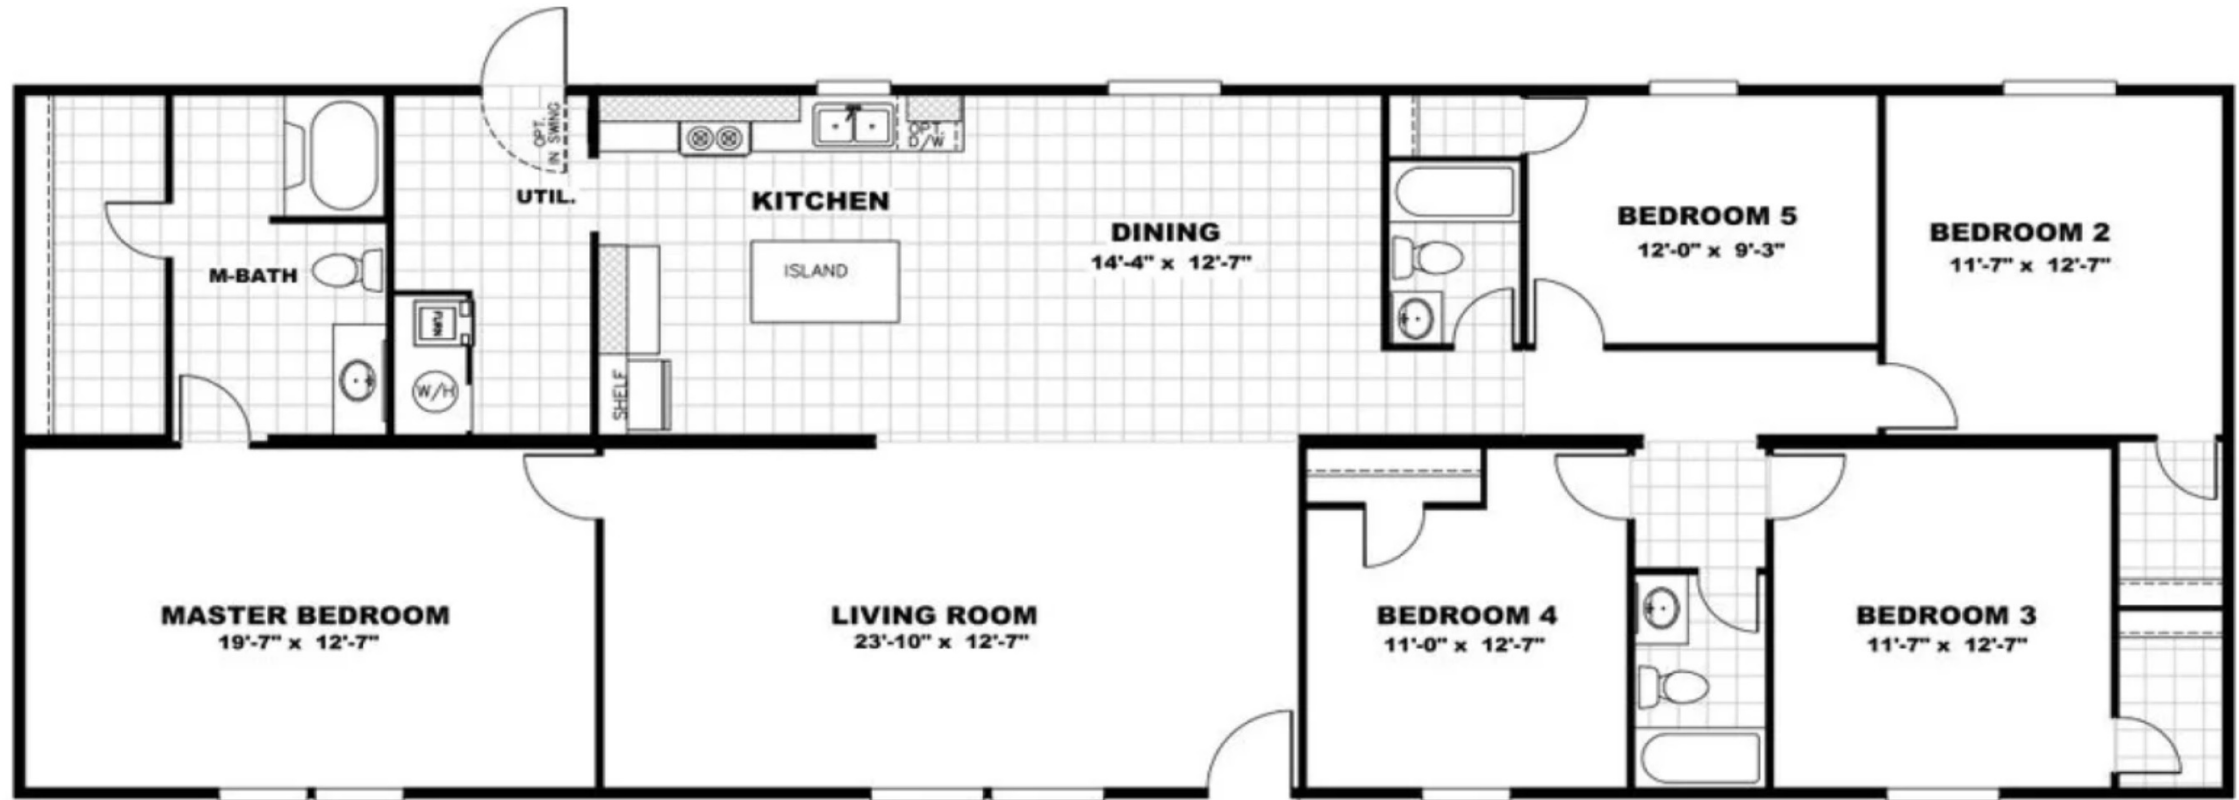 OPT.
IN SWING
UTIL.
OPT.
D/W.
KITCHEN
ISLAND
DINING
14'-4" x 12'-7"
BEDROOM 5
12'-0" x 9'-3"
BEDROOM 2
11'-7" x 12'-7"
M-BATH
FURN
W/H
SHELF
MASTER BEDROOM
19'-7" x 12'-7"
LIVING ROOM
23'-10" x 12'-7"
BEDROOM 4
11'-0" x 12'-7"
BEDROOM 3
11'-7" x 12'-7"